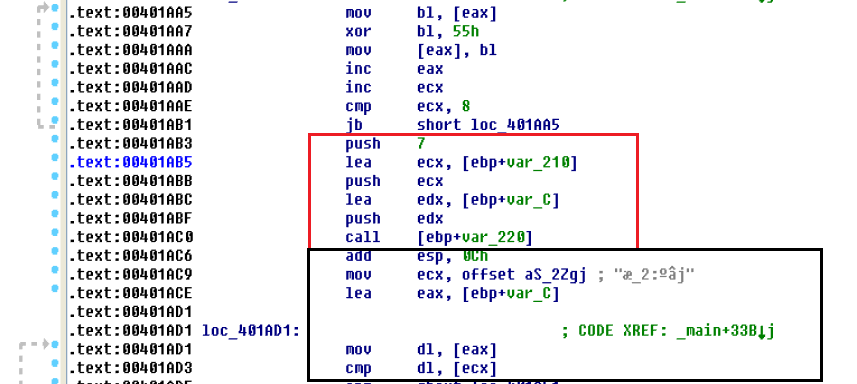 .text:00401AA5 mov bl, [eax]
.text:00401AA7 xor bl, 55h
.text:00401AAA mov [eax], bl
.text:00401AAC inc eax
.text:00401AAD inc ecx
.text:00401AAE cmp ecx, 8
.text:00401AB1 jb short loc_401AA5
.text:00401AB3 push 7
.text:00401AB5 lea ecx, [ebp+var_210]
.text:00401ABB push ecx
.text:00401ABC lea edx, [ebp+var_C]
.text:00401ABF push edx
.text:00401AC0 call [ebp+var_220]
.text:00401AC6 add esp, 0Ch
.text:00401AC9 mov ecx, offset aS_2Zgj ; "æ_2:ºâj"
.text:00401ACE lea eax, [ebp+var_C]
.text:00401AD1
.text:00401AD1 loc_401AD1: ; CODE XREF: _main+33B↓j
.text:00401AD1 mov dl, [eax]
.text:00401AD3 cmp dl, [ecx]